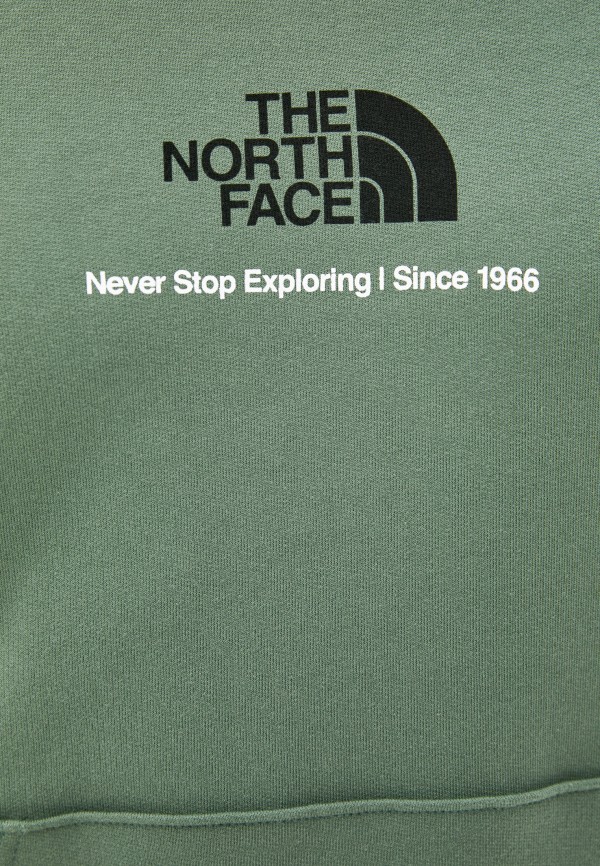 THE
NORTH
FACE
Never Stop Exploring | Since 1966